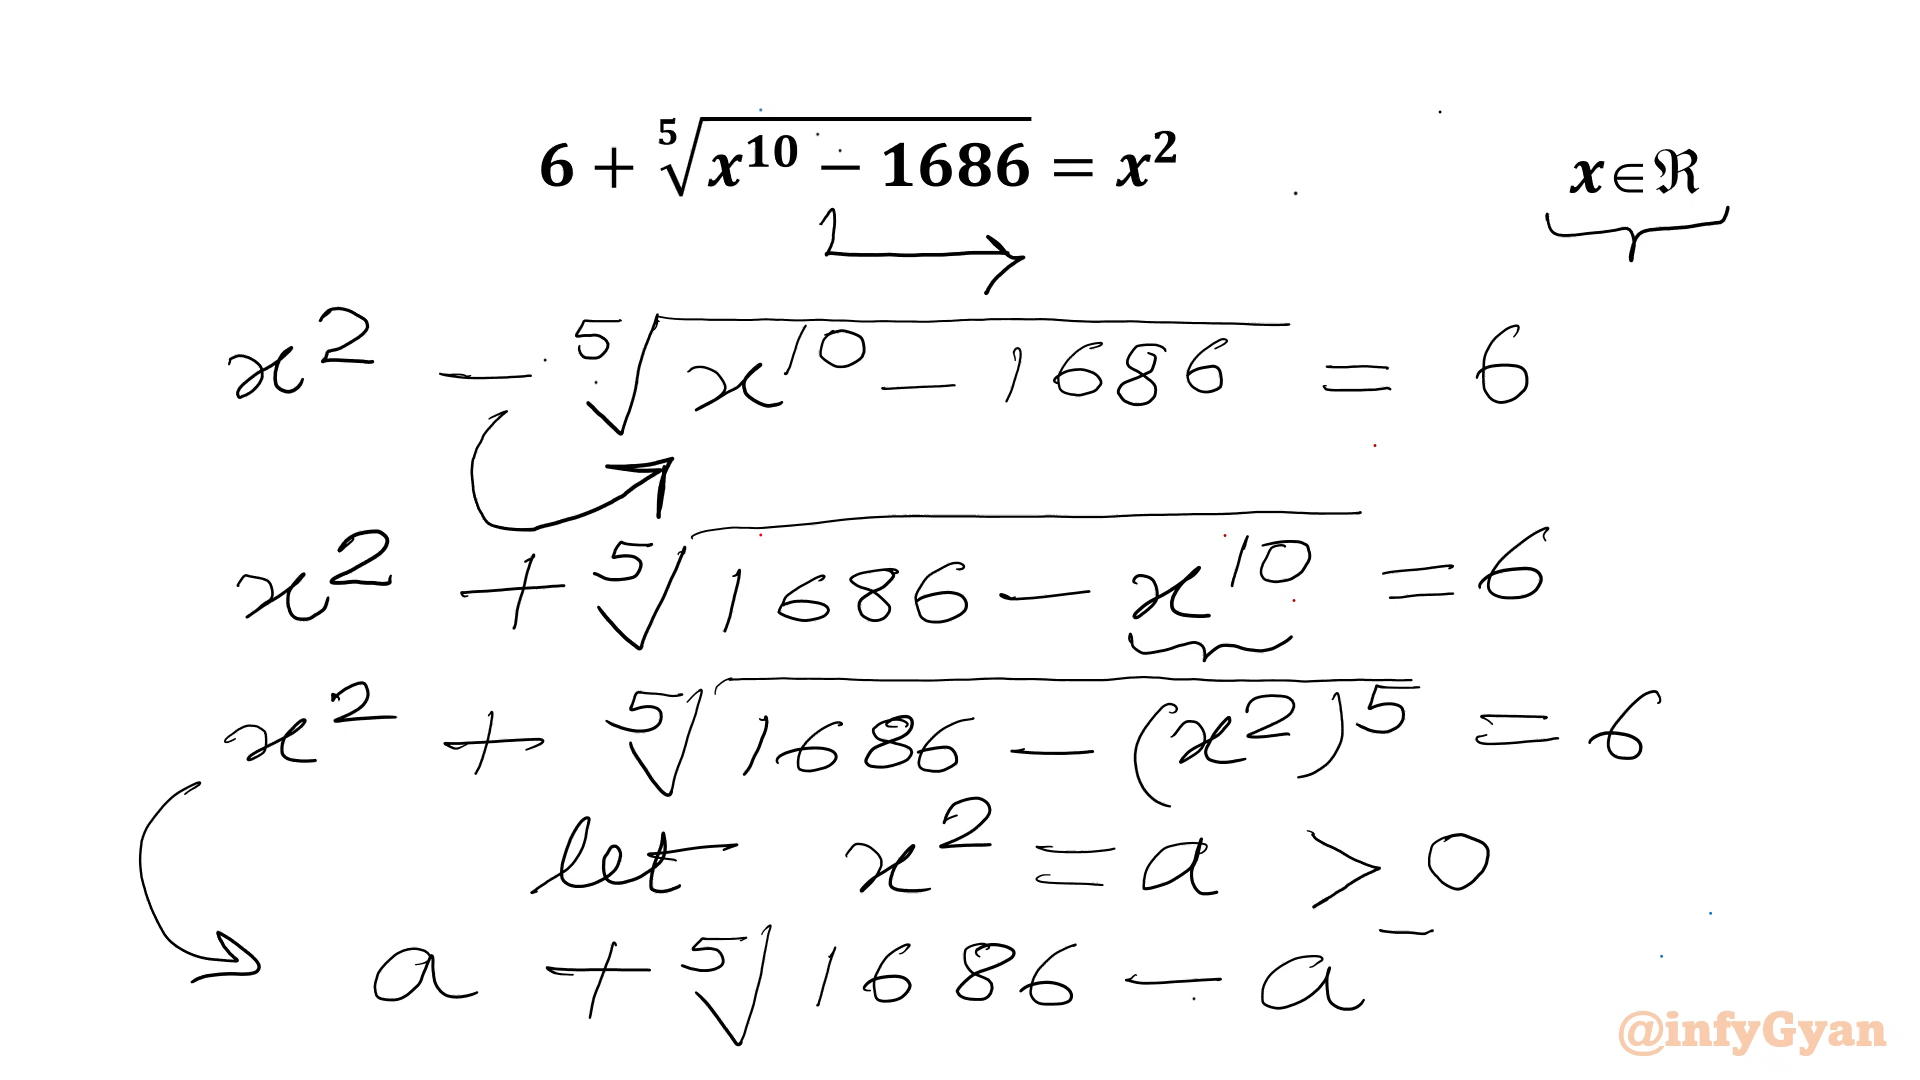 6 + ⁵√(x¹⁰ − 1686) = x²    x∈ℜ
x² − ⁵√(x¹⁰ − 1686) = 6
x² + ⁵√(1686 − x¹⁰) = 6
x² + ⁵√(1686 − (x²)⁵) = 6
let x² = a > 0
a + ⁵√1686 − a
@infyGyan